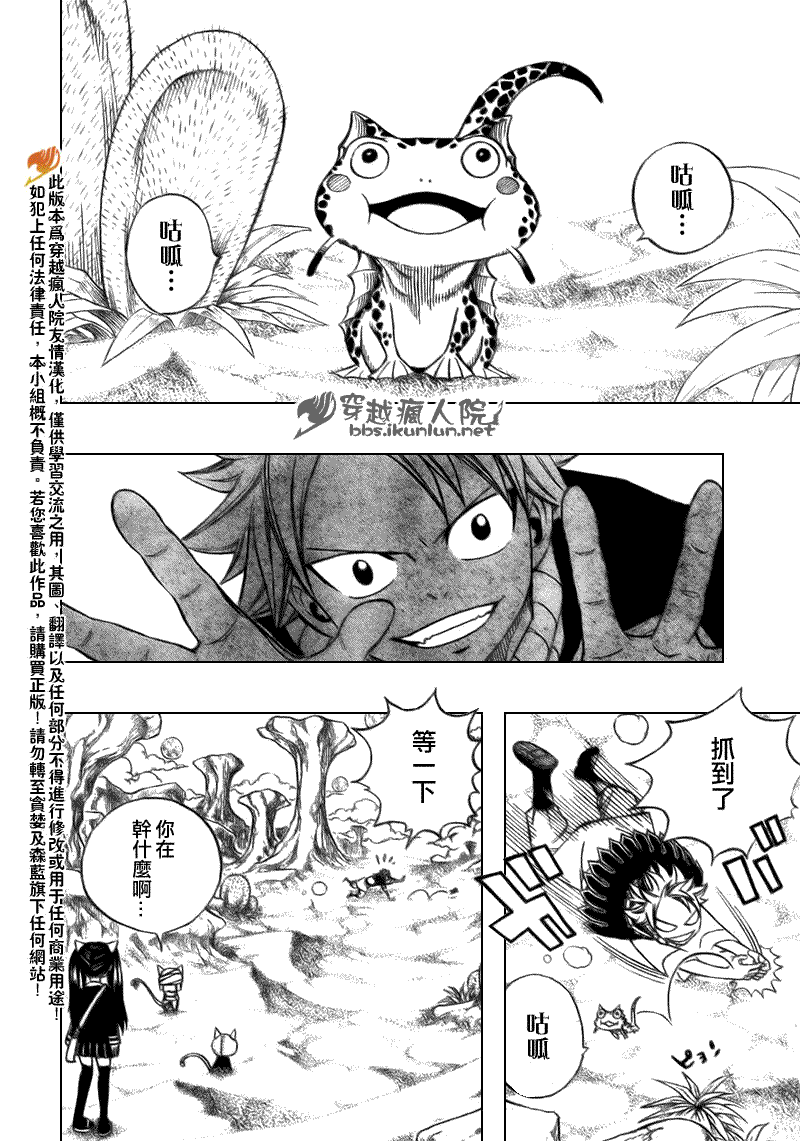 咕呱…
咕呱…
穿越瘋人院
bbs.ikunlun.net
抓到了
ドドド
咕呱
ピョン
等一下
你在
幹什麼啊…
此版本爲穿越瘋人院友情漢化，僅供學習交流之用，其圖、翻譯以及任何部分不得進行修改或用于任何商業用途！
如犯上任何法律責任，本小組概不負責。若您喜歡此作品，請購買正版！請勿轉至貪婪及森藍旗下任何網站！